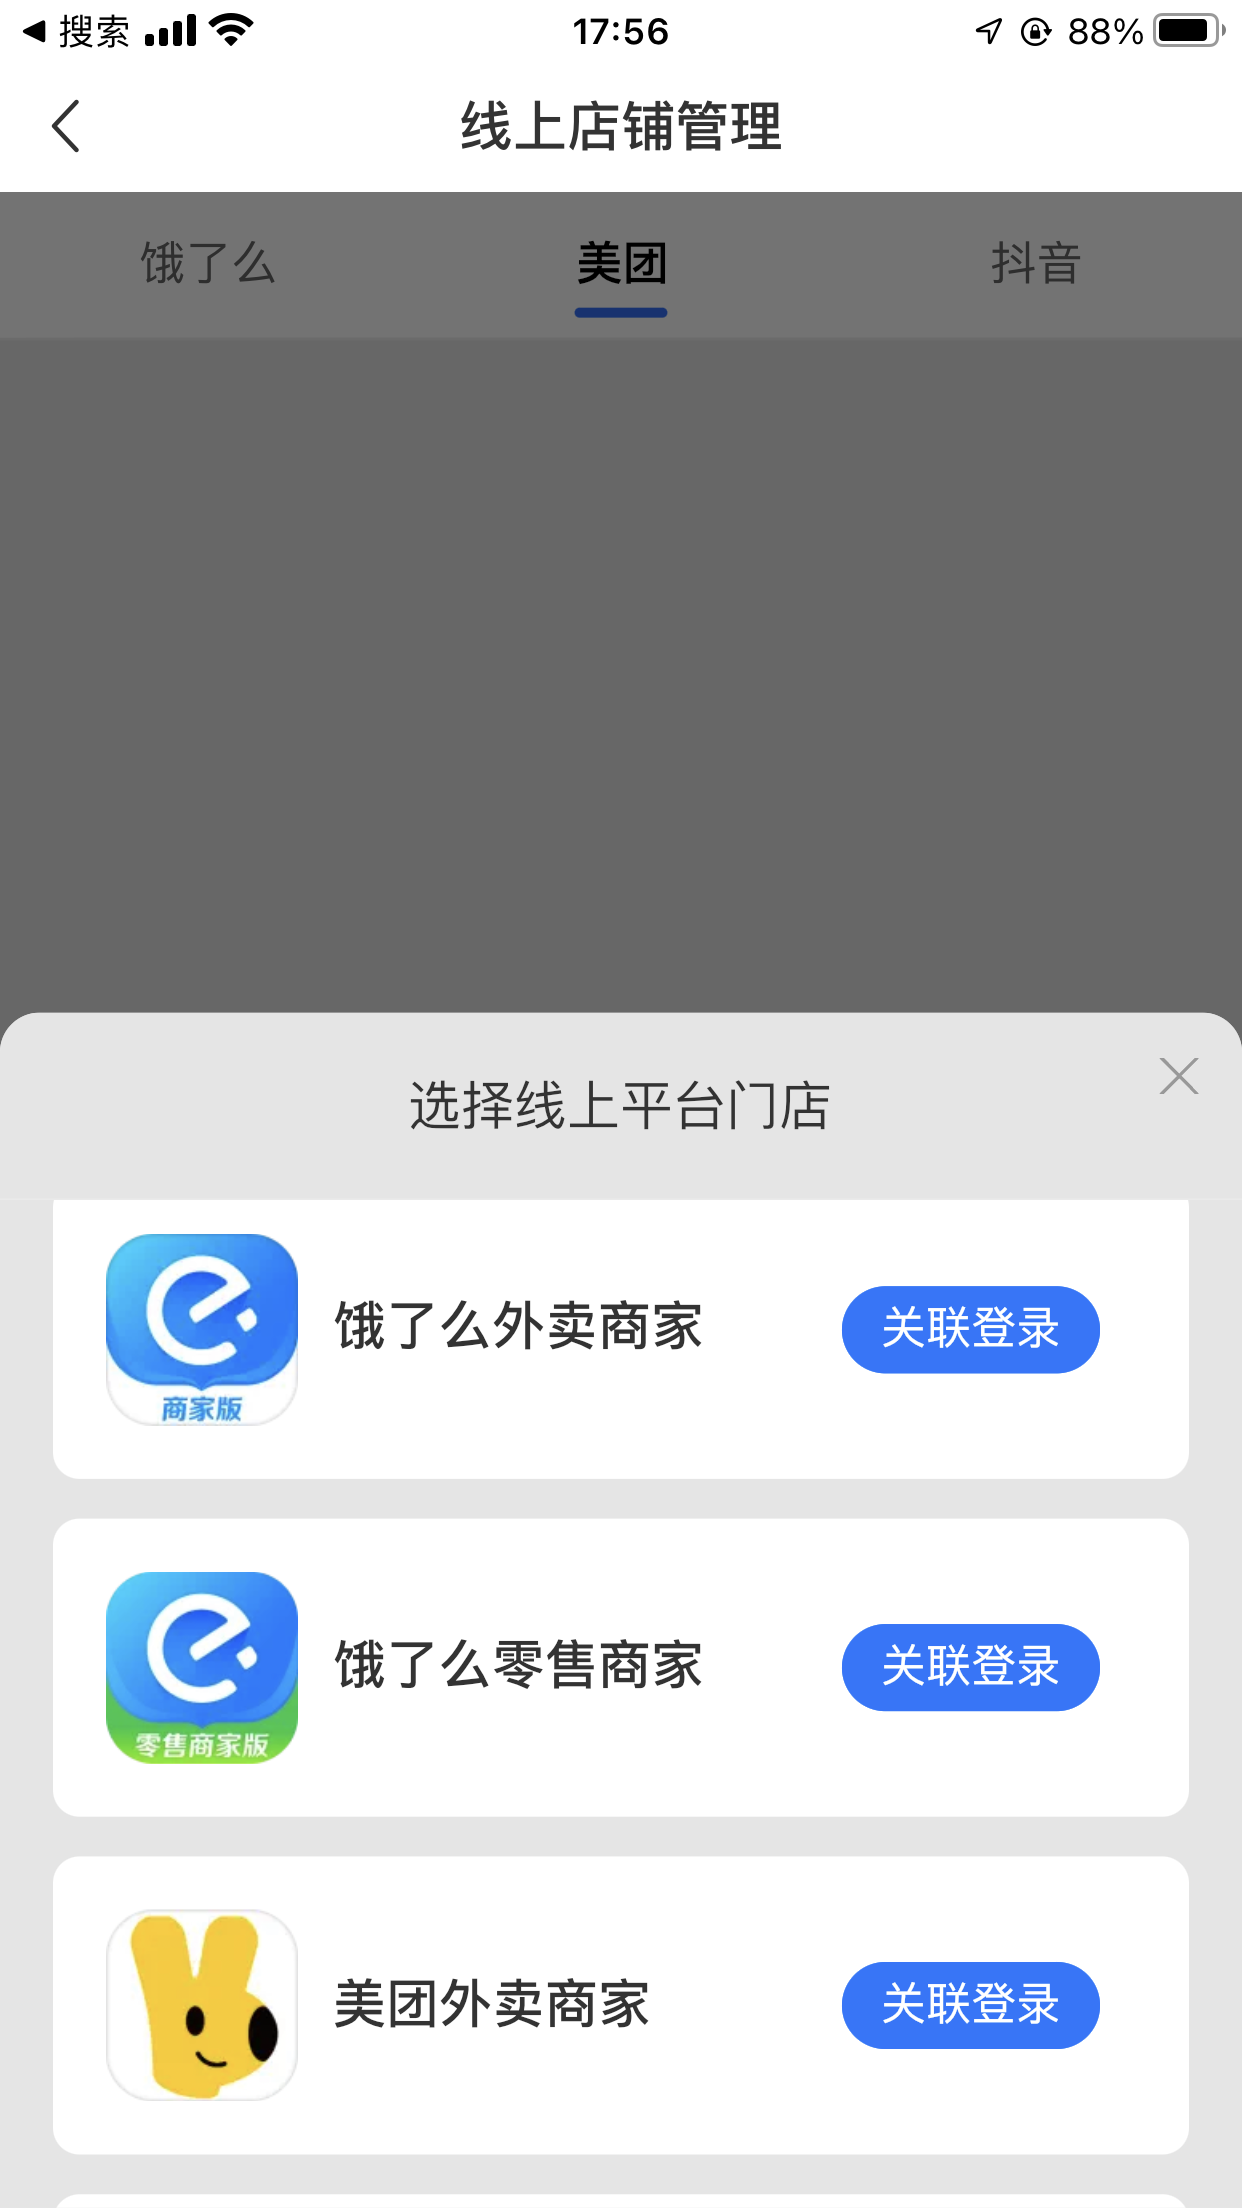 搜索
17:56
88%
线上店铺管理
饿了么
美团
抖音
选择线上平台门店
商家版
饿了么外卖商家
关联登录
零售商家版
饿了么零售商家
关联登录
美团外卖商家
关联登录